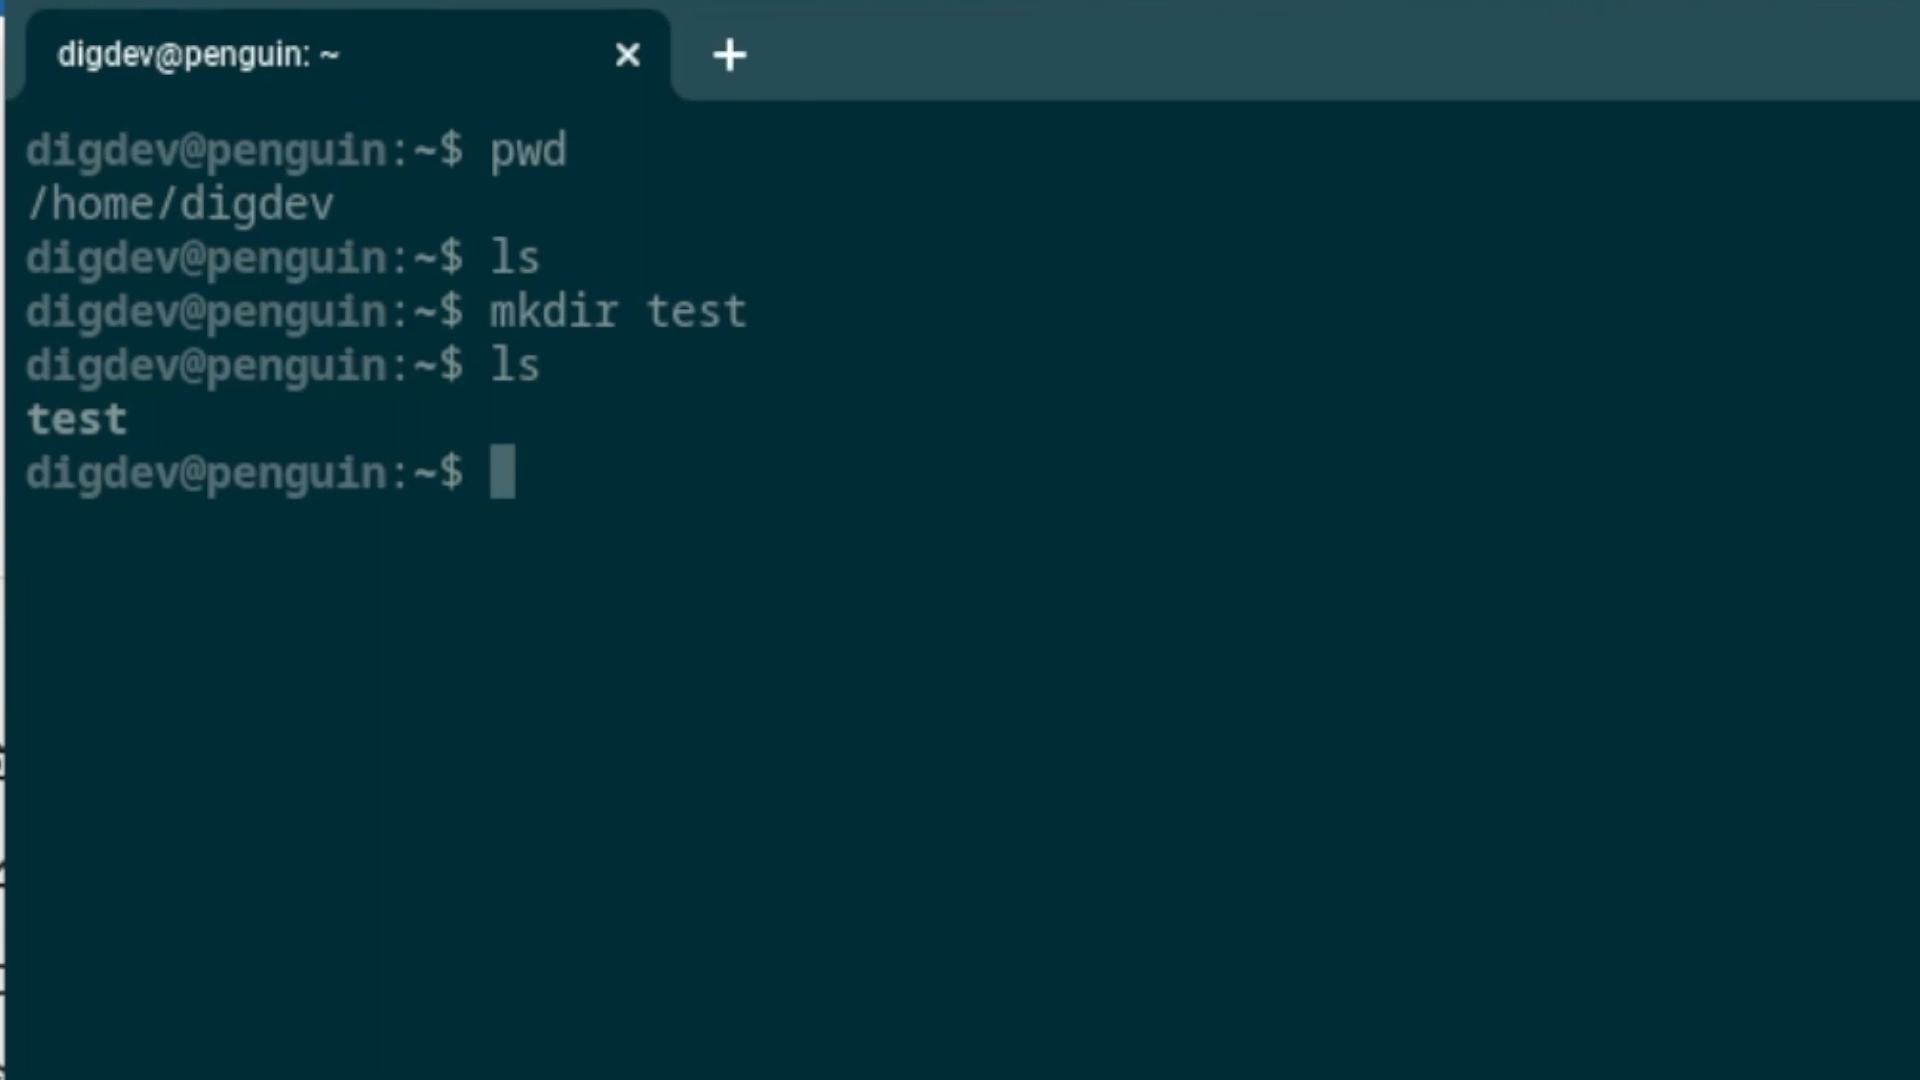 digdev@penguin: ~
digdev@penguin:~$ pwd
/home/digdev
digdev@penguin:~$ ls
digdev@penguin:~$ mkdir test
digdev@penguin:~$ ls
test
digdev@penguin:~$